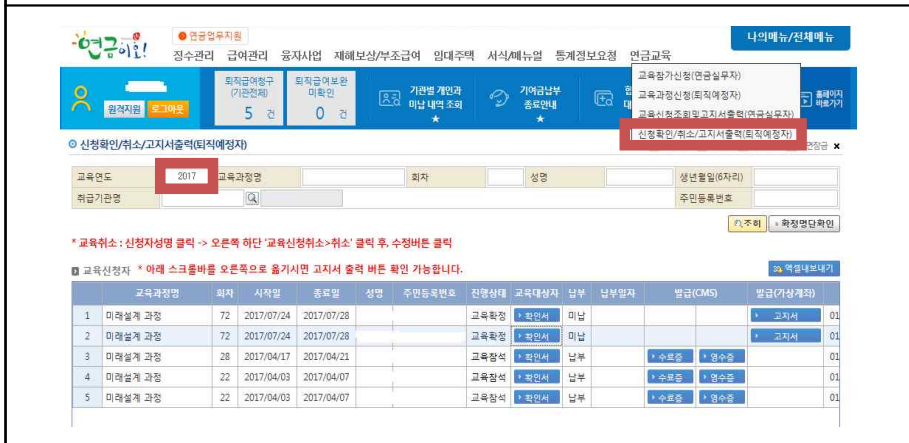 연금이음!
연금업무지원
나의메뉴/전체메뉴
징수관리 급여관리 융자사업 재해보상/부조급여 임대주택 서식/매뉴얼 통계정보요청 연금교육
원격지원 로그아웃
퇴직급여청구 (기관전체)
5 건
퇴직급여보완 미확인
0 건
기관별 개인과 미납 내역 조회 ★
기여금납부 종료안내 ★
홈페이지 바로가기
교육참가신청(연금실무자)
교육과정신청(퇴직예정자)
교육신청조회및고지서출력(연금실무자)
신청확인/취소/고지서출력(퇴직예정자)
신청확인/취소/고지서출력(퇴직예정자)
교육연도 2017 교육과정명 회차 성명 생년월일(6자리)
취급기관명 주민등록번호
조회 확정명단확인
* 교육취소 : 신청자성명 클릭 -> 오른쪽 하단 '교육신청취소>취소' 클릭 후, 수정버튼 클릭
교육신청자 * 아래 스크롤바를 오른쪽으로 옮기시면 고지서 출력 버튼 확인 가능합니다.
엑셀내보내기
교육과정명 회차 시작일 종료일 성명 주민등록번호 진행상태 교육대상자 납부 납부일자 발급(CMS) 발급(가상계좌)
1 미래설계 과정 72 2017/07/24 2017/07/28 교육확정 확인서 미납 고지서 01
2 미래설계 과정 72 2017/07/24 2017/07/28 교육확정 확인서 미납 고지서 01
3 미래설계 과정 28 2017/04/17 2017/04/21 교육참석 확인서 납부 수료증 영수증 01
4 미래설계 과정 22 2017/04/03 2017/04/07 교육참석 확인서 납부 수료증 영수증 01
5 미래설계 과정 22 2017/04/03 2017/04/07 교육참석 확인서 납부 수료증 영수증 01